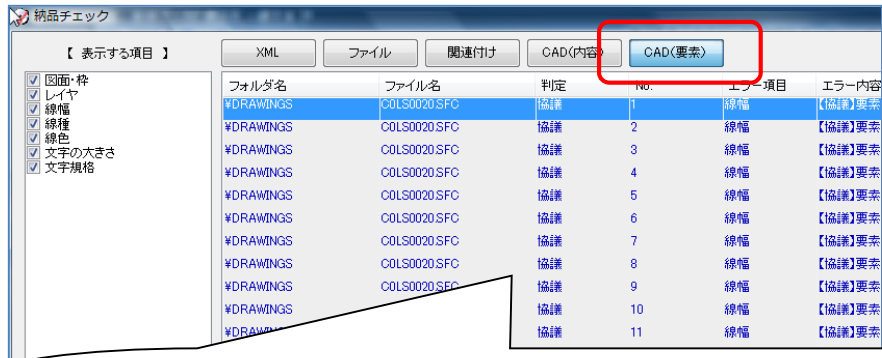 納品チェック
【 表示する項目 】
XML ファイル 関連付け CAD(内容) CAD(要素)
図面・枠
レイヤ
線幅
線種
線色
文字の大きさ
文字規格
フォルダ名 ファイル名 判定 No. エラー項目 エラー内容
¥DRAWINGS C0LS0020.SFC 協議 1 線幅 【協議】要素
¥DRAWINGS C0LS0020.SFC 協議 2 線幅 【協議】要素
¥DRAWINGS C0LS0020.SFC 協議 3 線幅 【協議】要素
¥DRAWINGS C0LS0020.SFC 協議 4 線幅 【協議】要素
¥DRAWINGS C0LS0020.SFC 協議 5 線幅 【協議】要素
¥DRAWINGS C0LS0020.SFC 協議 6 線幅 【協議】要素
¥DRAWINGS C0LS0020.SFC 協議 7 線幅 【協議】要素
¥DRAWINGS C0LS0020.SFC 協議 8 線幅 【協議】要素
¥DRAWINGS C0LS0020.SFC 協議 9 線幅 【協議】要素
¥DRAWINGS 協議 10 線幅 【協議】要素
協議 11 線幅 【協議】要素